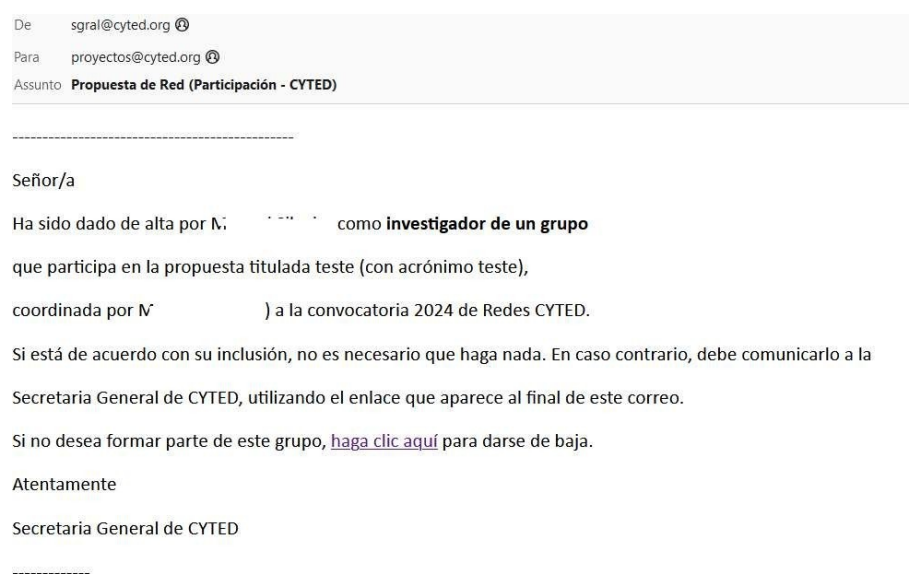 De sgral@cyted.org
Para proyectos@cyted.org
Asunto Propuesta de Red (Participación - CYTED)
----------------------------------------------
Señor/a
Ha sido dado de alta por como investigador de un grupo
que participa en la propuesta titulada teste (con acrónimo teste),
coordinada por ) a la convocatoria 2024 de Redes CYTED.
Si está de acuerdo con su inclusión, no es necesario que haga nada. En caso contrario, debe comunicarlo a la
Secretaria General de CYTED, utilizando el enlace que aparece al final de este correo.
Si no desea formar parte de este grupo, haga clic aquí para darse de baja.
Atentamente
Secretaria General de CYTED
-------------